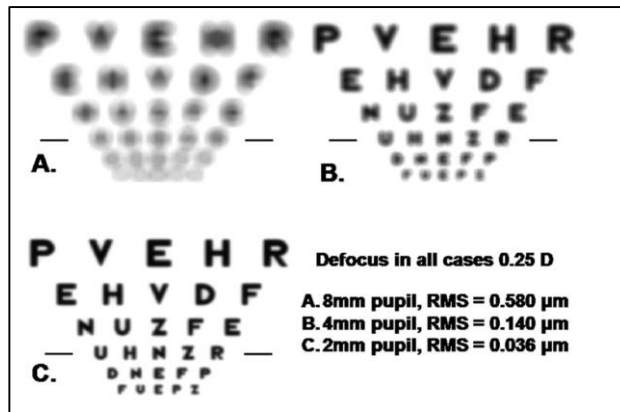 P V E H R
A.
P V E H R
E H V D F
N U Z F E
U H N Z R
D N E F P
F U E P Z
B.
P V E H R
E H V D F
N U Z F E
U H N Z R
D N E F P
F U E P Z
C.
Defocus in all cases 0.25 D
A. 8mm pupil, RMS = 0.580 µm
B. 4mm pupil, RMS = 0.140 µm
C. 2mm pupil, RMS = 0.036 µm